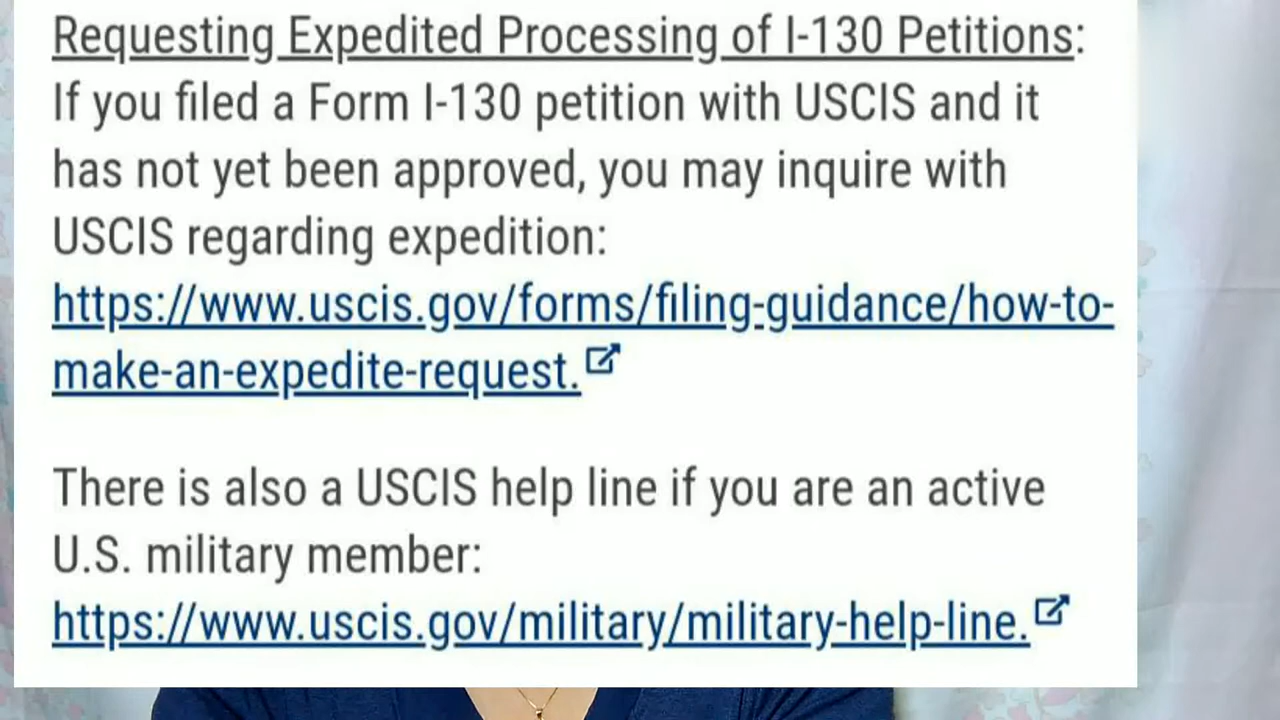 Requesting Expedited Processing of I-130 Petitions:
If you filed a Form I-130 petition with USCIS and it
has not yet been approved, you may inquire with
USCIS regarding expedition:
https://www.uscis.gov/forms/filing-guidance/how-to-
make-an-expedite-request.
There is also a USCIS help line if you are an active
U.S. military member:
https://www.uscis.gov/military/military-help-line.